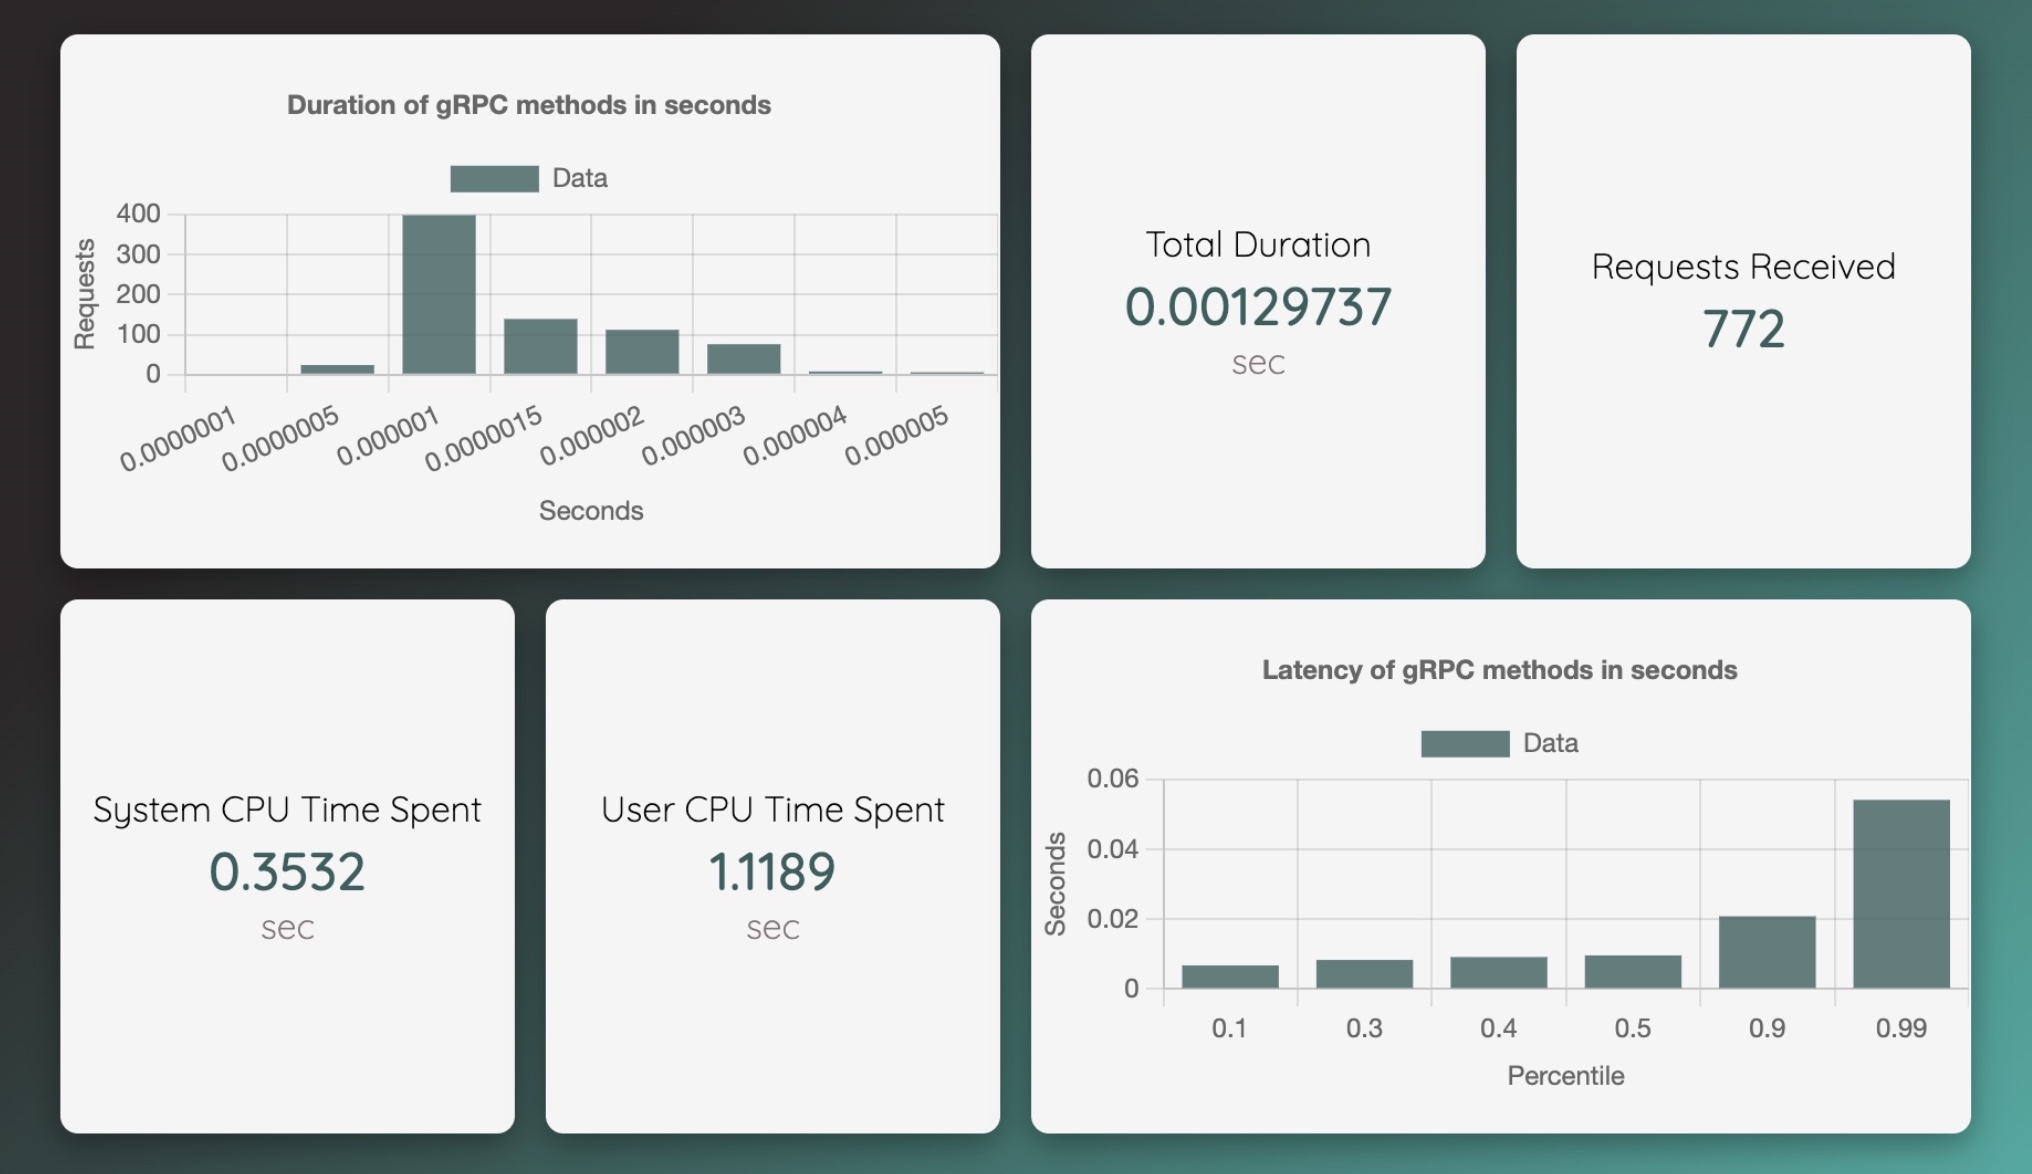 Duration of gRPC methods in seconds
Data
Requests
400
300
200
100
0
0.0000001
0.0000005
0.000001
0.0000015
0.000002
0.000003
0.000004
0.000005
Seconds
Total Duration
0.00129737
sec
Requests Received
772
System CPU Time Spent
0.3532
sec
User CPU Time Spent
1.1189
sec
Latency of gRPC methods in seconds
Data
Seconds
0.06
0.04
0.02
0
0.1
0.3
0.4
0.5
0.9
0.99
Percentile